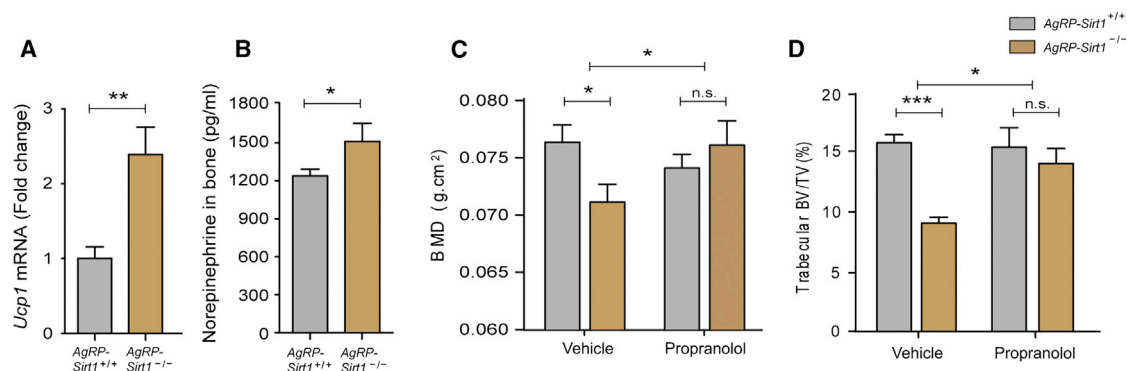 AgRP-Sirt1+/+
AgRP-Sirt1−/−
A
**
Ucp1 mRNA (Fold change)
3
2
1
0
AgRP-
Sirt1+/+
AgRP-
Sirt1−/−
B
*
Norepinephrine in bone (pg/ml)
1800
1500
1200
900
600
300
0
AgRP-
Sirt1+/+
AgRP-
Sirt1−/−
C
*
*
n.s.
BMD (g.cm2)
0.080
0.075
0.070
0.065
0.060
Vehicle
Propranolol
D
*
***
n.s.
Trabecular BV/TV (%)
20
15
10
5
0
Vehicle
Propranolol